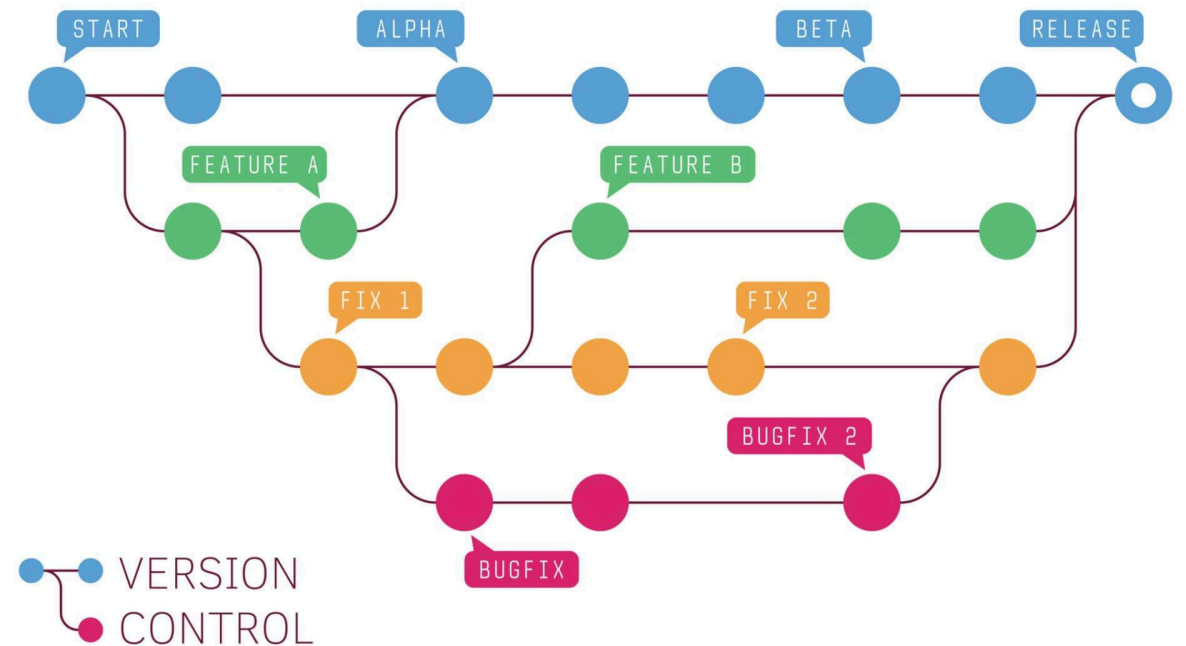 START
ALPHA
BETA
RELEASE
FEATURE A
FEATURE B
FIX 1
FIX 2
BUGFIX 2
BUGFIX
VERSION
CONTROL